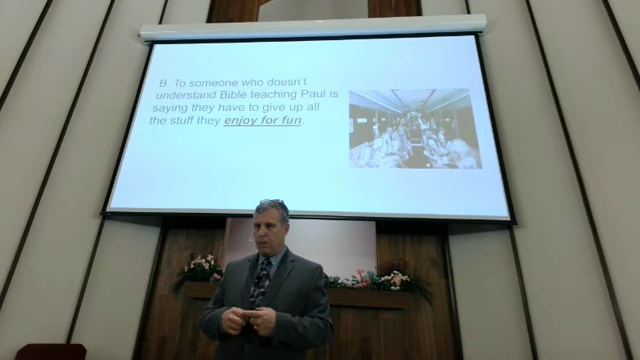 B. To someone who doesn't
understand Bible teaching Paul is
saying they have to give up all
the stuff they enjoy for fun.